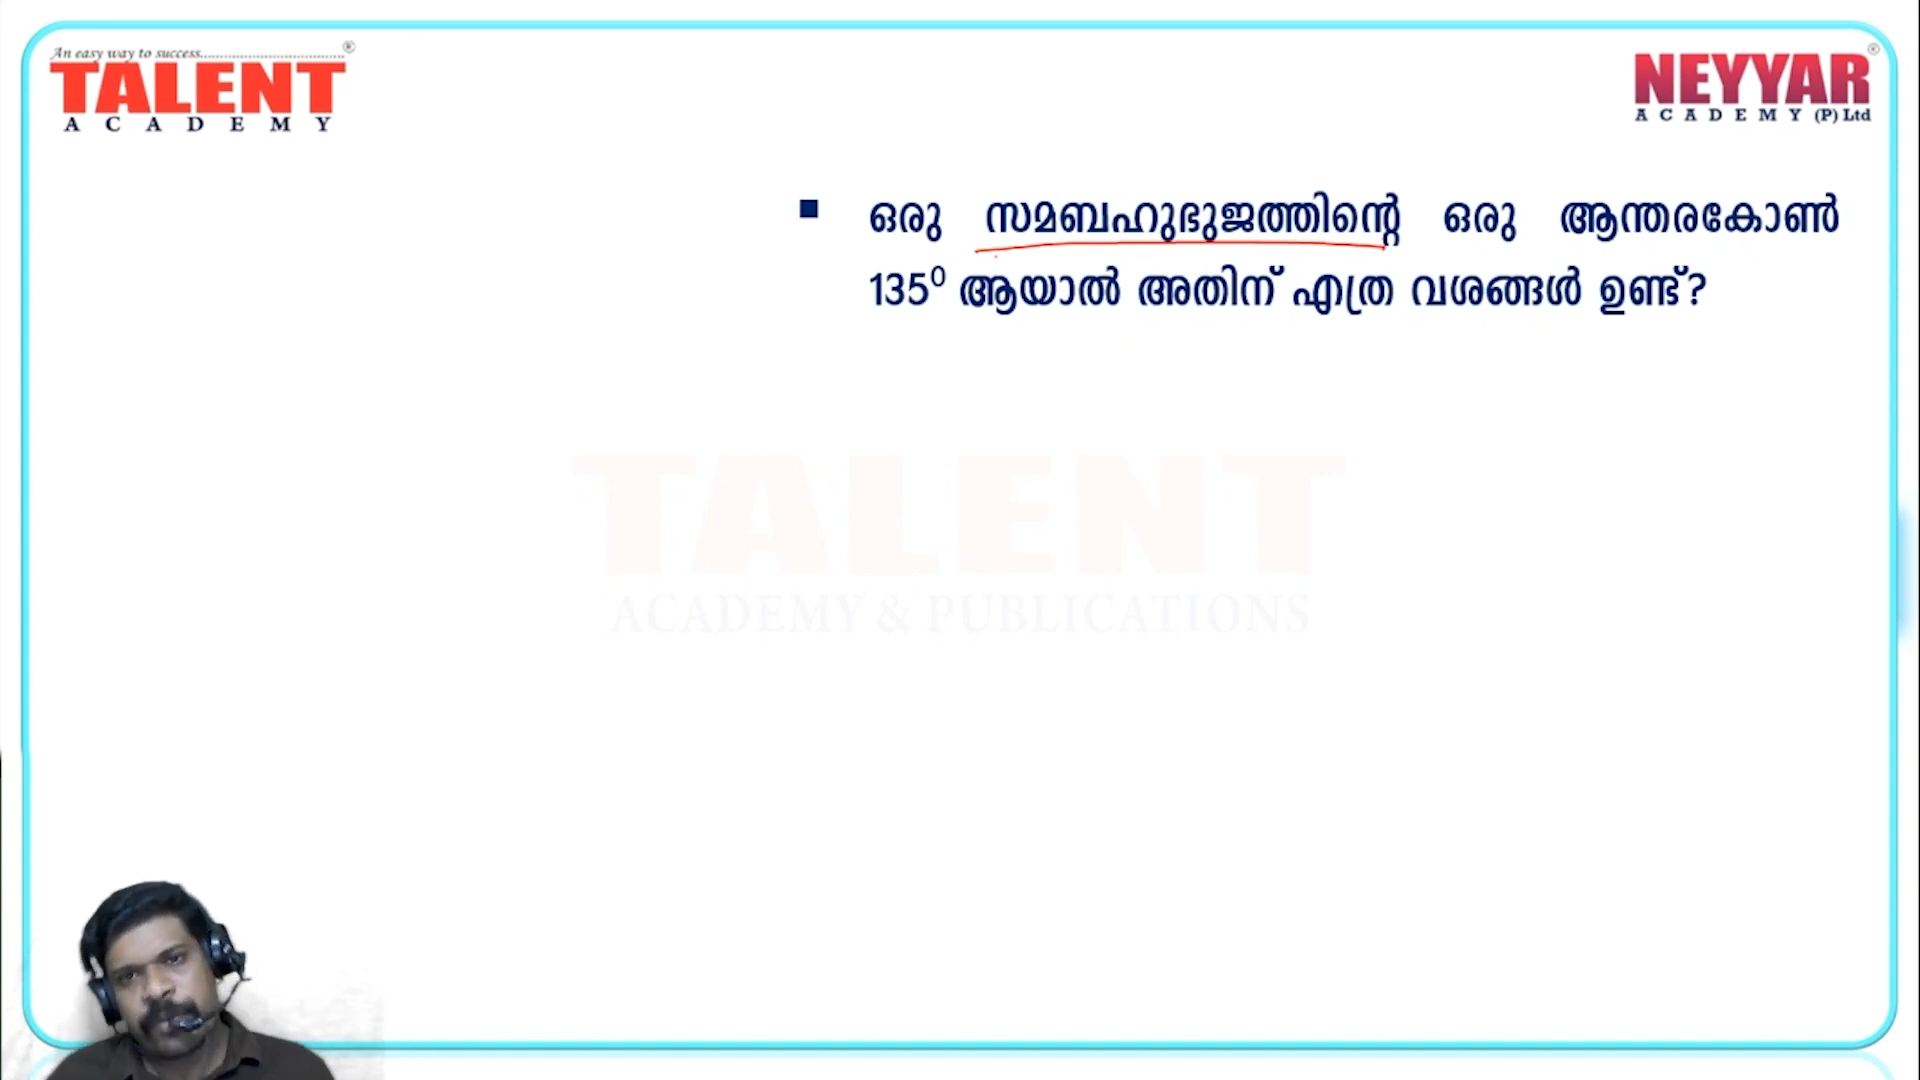 An easy way to success.......................................
TALENT
ACADEMY
NEYYAR
ACADEMY (P) Ltd
ഒരു സമബഹുഭുജത്തിന്റെ ഒരു ആന്തരകോൺ
135⁰ ആയാൽ അതിന് എത്ര വശങ്ങൾ ഉണ്ട്?
TALENT
ACADEMY & PUBLICATIONS